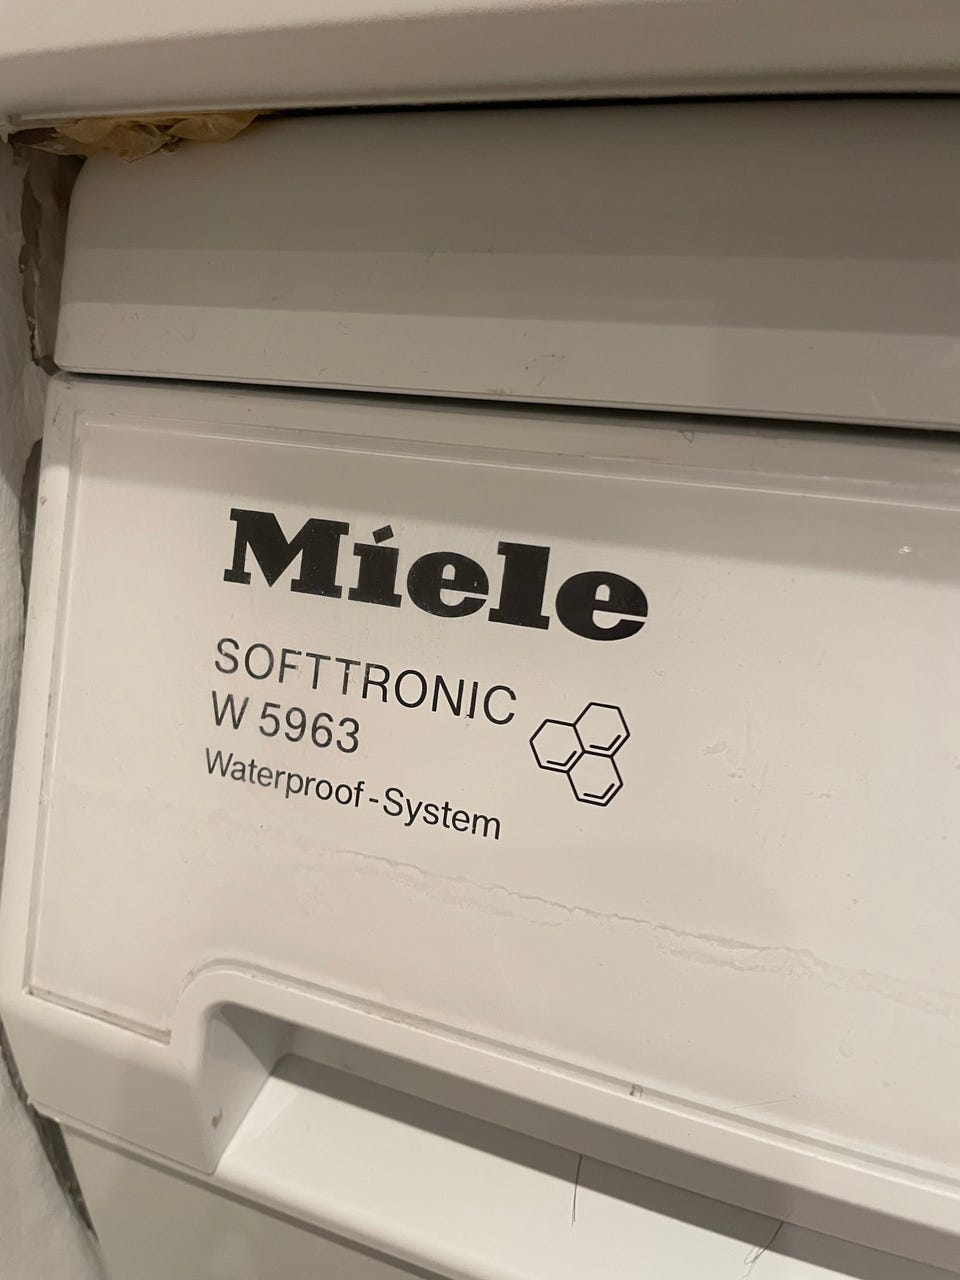 Miele
SOFTTRONIC
W 5963
Waterproof-System